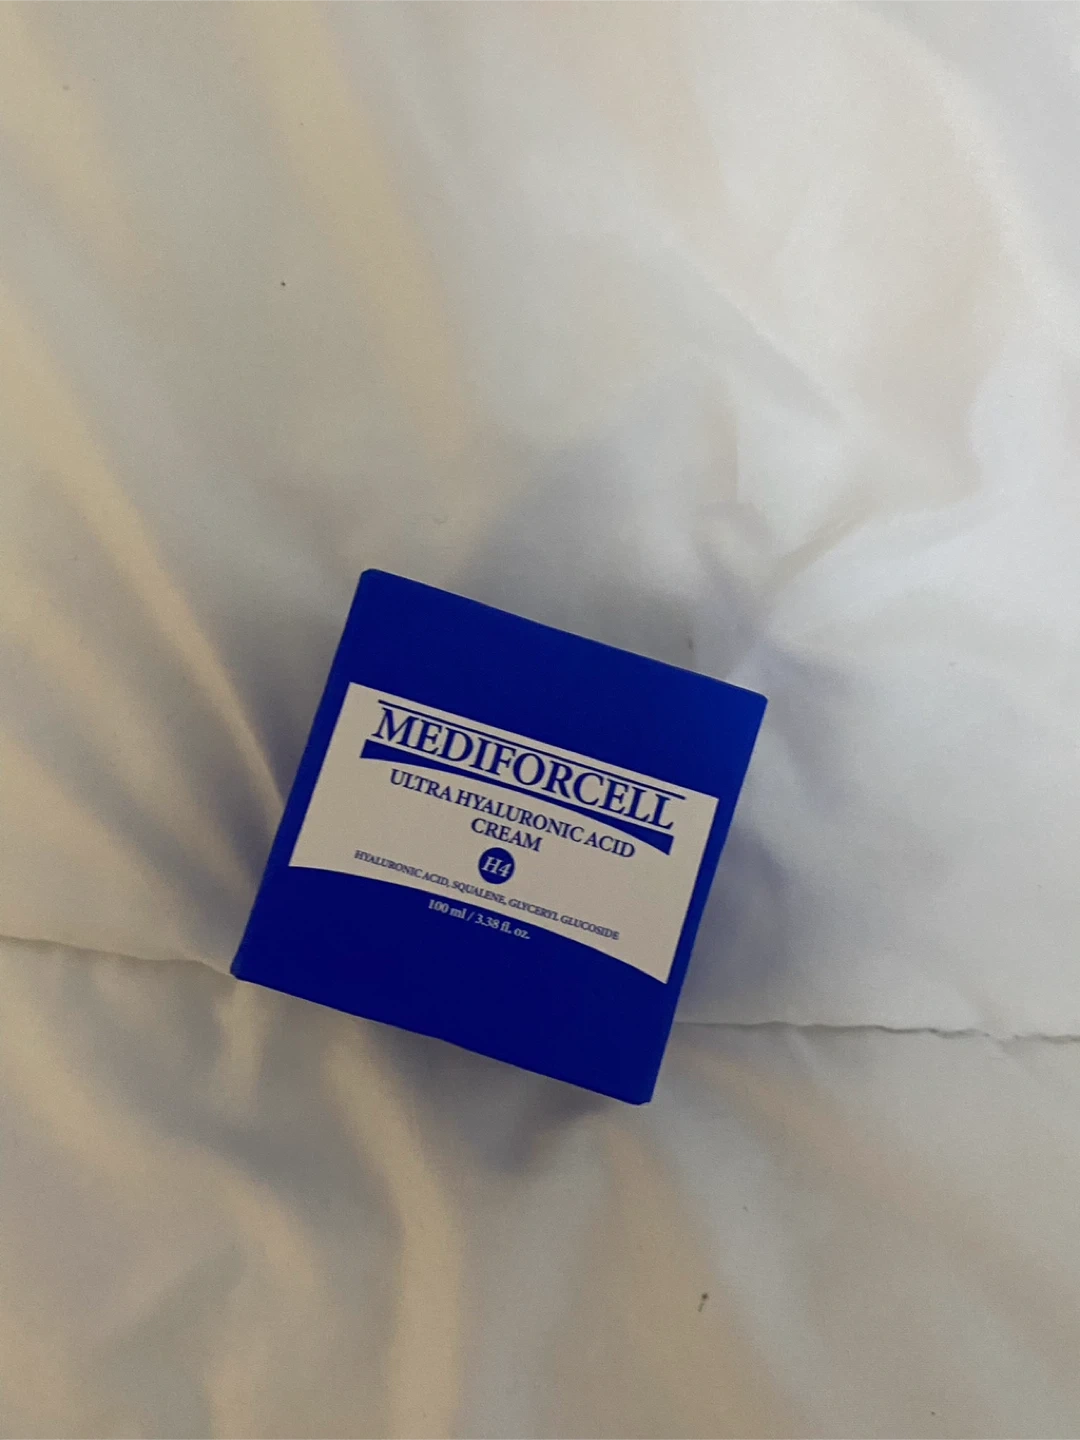 MEDIFORCELL
ULTRA HYALURONIC ACID
CREAM
H4
HYALURONIC ACID, SQUALENE, GLYCERYL GLUCOSIDE
100 ml / 3.38 fl. oz.